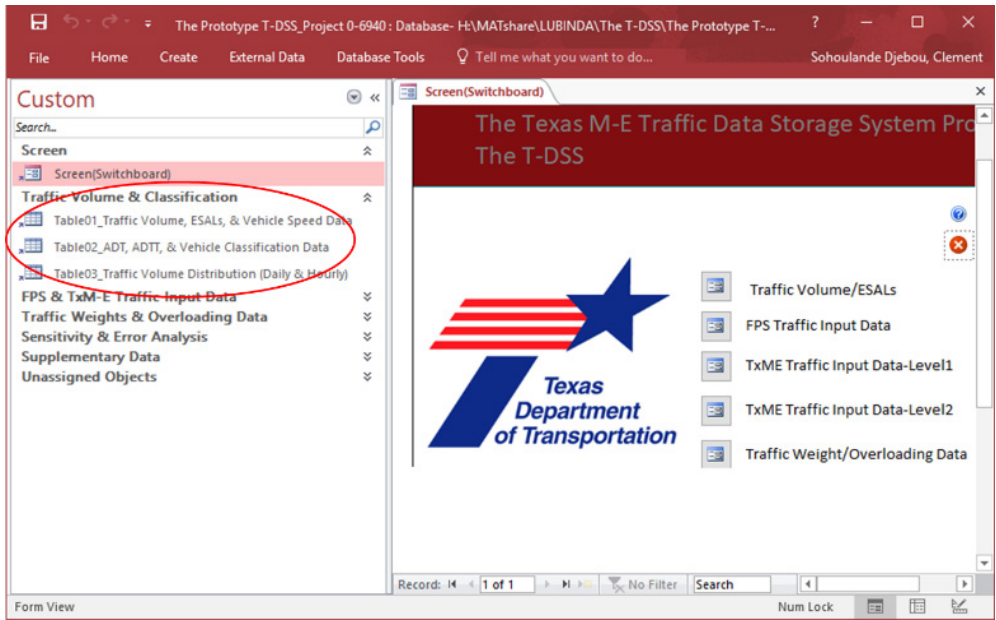 The Prototype T-DSS_Project 0-6940 : Database- H:\MATshare\LUBINDA\The T-DSS\The Prototype T-... ?
File Home Create External Data Database Tools Tell me what you want to do... Sohoulande Djebou, Clement
Custom
Search...
Screen
Screen(Switchboard)
Traffic Volume & Classification
Table01_Traffic Volume, ESALs, & Vehicle Speed Data
Table02_ADT, ADTT, & Vehicle Classification Data
Table03_Traffic Volume Distribution (Daily & Hourly)
FPS & TxM-E Traffic Input Data
Traffic Weights & Overloading Data
Sensitivity & Error Analysis
Supplementary Data
Unassigned Objects
Screen(Switchboard)
The Texas M-E Traffic Data Storage System Pro
The T-DSS
Texas
Department
of Transportation
Traffic Volume/ESALs
FPS Traffic Input Data
TxME Traffic Input Data-Level1
TxME Traffic Input Data-Level2
Traffic Weight/Overloading Data
Record: 1 of 1 No Filter Search
Form View Num Lock